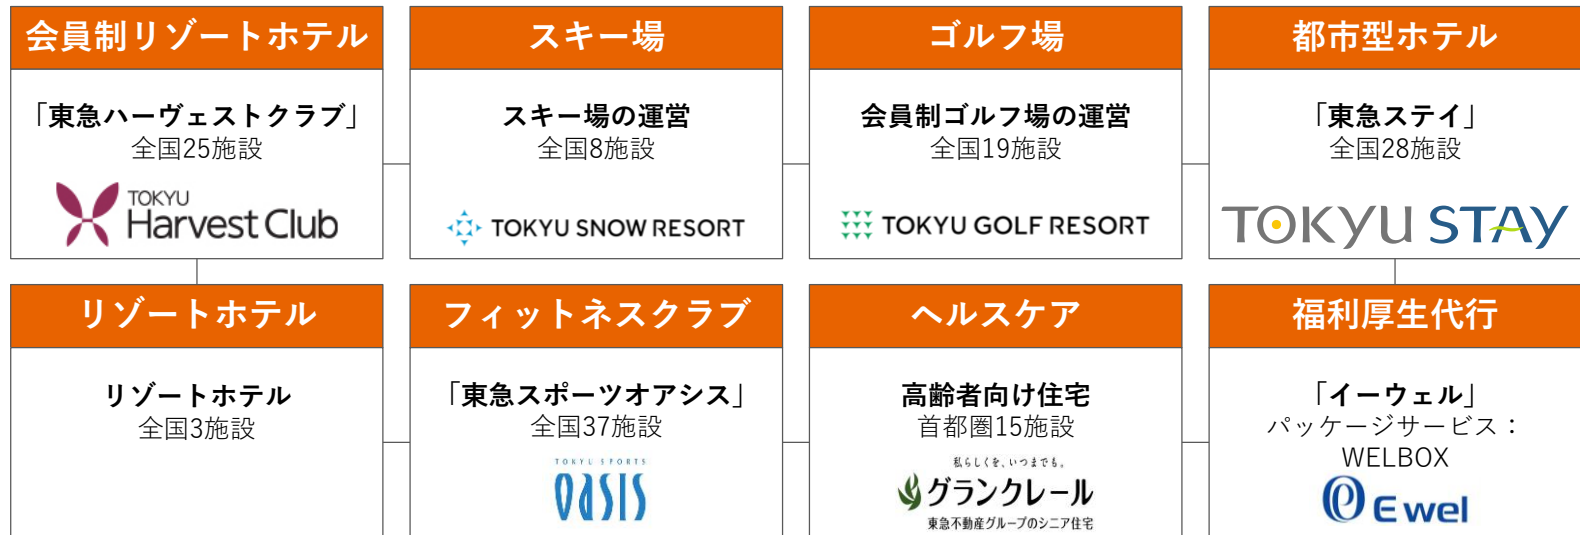 会員制リゾートホテル
「東急ハーヴェストクラブ」
全国25施設
TOKYU
Harvest Club
スキー場
スキー場の運営
全国8施設
TOKYU SNOW RESORT
ゴルフ場
会員制ゴルフ場の運営
全国19施設
TOKYU GOLF RESORT
都市型ホテル
「東急ステイ」
全国28施設
TOKYU STAY
リゾートホテル
リゾートホテル
全国3施設
フィットネスクラブ
「東急スポーツオアシス」
全国37施設
TOKYU SPORTS
OASIS
ヘルスケア
高齢者向け住宅
首都圏15施設
私らしくを、いつまでも。
グランクレール
東急不動産グループのシニア住宅
福利厚生代行
「イーウェル」
パッケージサービス：
WELBOX
Ewel